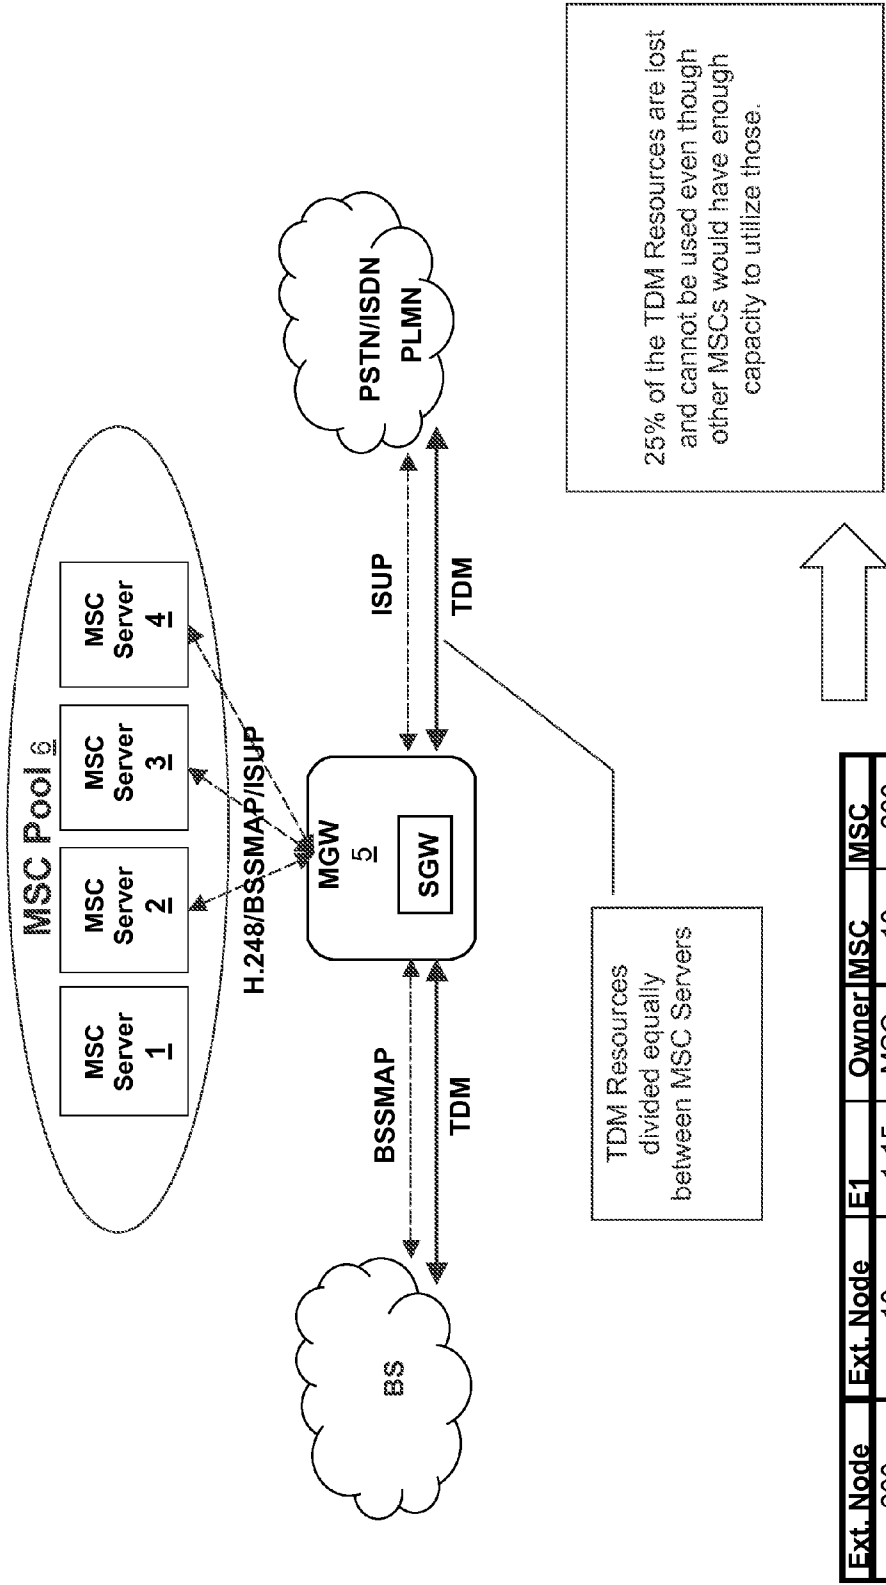 MSC Pool 6
MSC
Server
1
MSC
Server
2
MSC
Server
3
MSC
Server
4
H.248/BSSMAP/ISUP
BS
BSSMAP
TDM
MGW
5
SGW
ISUP
TDM
PSTN/ISDN
PLMN
TDM Resources
divided equally
between MSC Servers
25% of the TDM Resources are lost
and cannot be used even though
other MSCs would have enough
capacity to utilize those.
Ext. Node Ext. Node E1 Owner MSC MSC